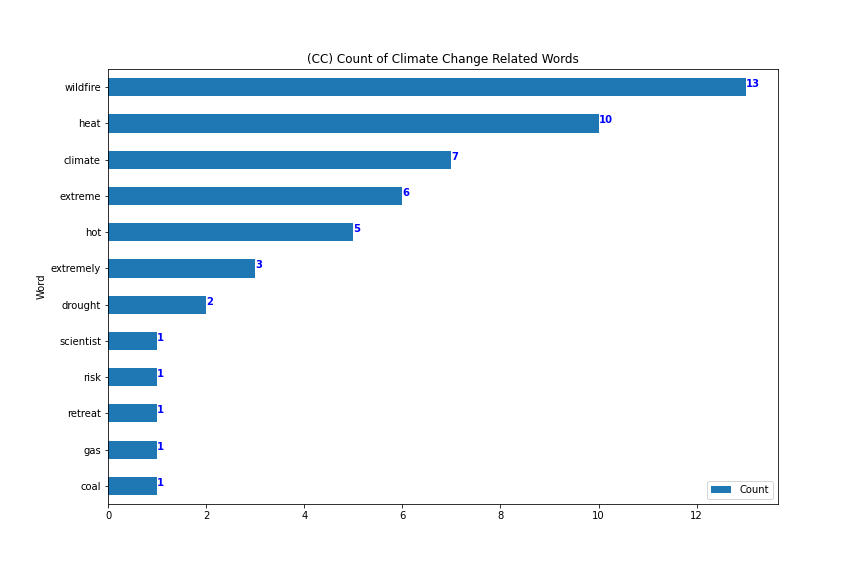 (CC) Count of Climate Change Related Words
wildfire 13
heat 10
climate 7
extreme 6
hot 5
extremely 3
Word
drought 2
scientist 1
risk 1
retreat 1
gas 1
coal 1
Count
0 2 4 6 8 10 12